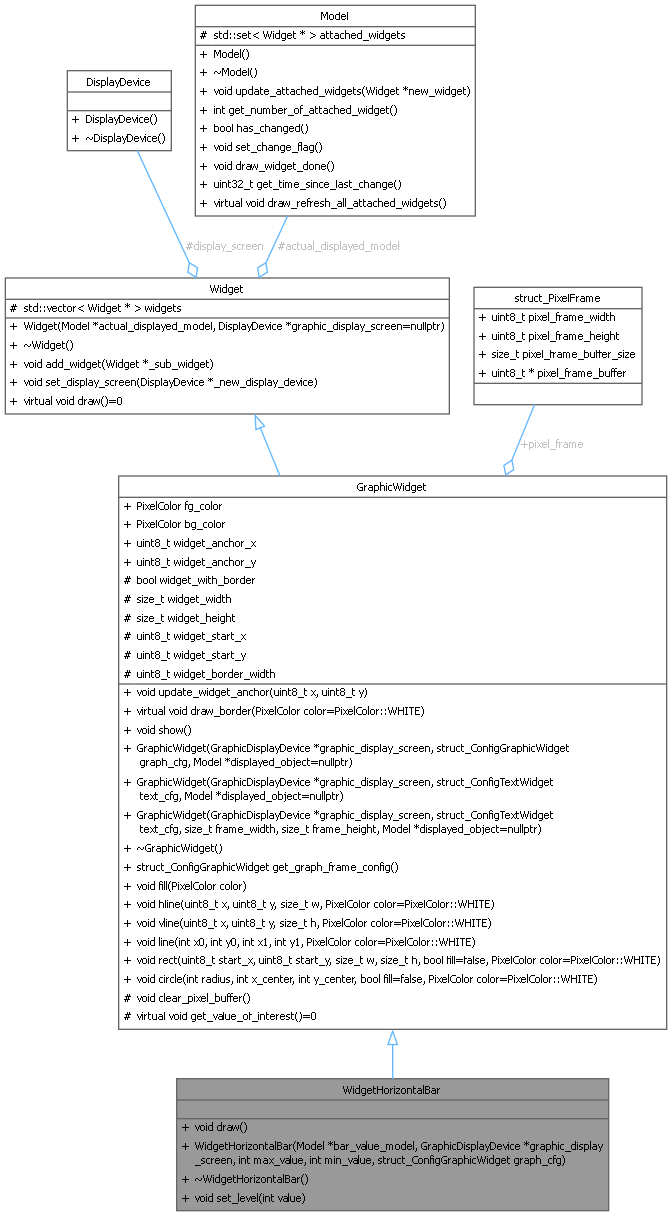 Model
# std::set< Widget * > attached_widgets
+ Model()
+ ~Model()
+ void update_attached_widgets(Widget *new_widget)
+ int get_number_of_attached_widget()
+ bool has_changed()
+ void set_change_flag()
+ void draw_widget_done()
+ uint32_t get_time_since_last_change()
+ virtual void draw_refresh_all_attached_widgets()
DisplayDevice
+ DisplayDevice()
+ ~DisplayDevice()
#display_screen
#actual_displayed_model
Widget
# std::vector< Widget * > widgets
+ Widget(Model *actual_displayed_model, DisplayDevice *graphic_display_screen=nullptr)
+ ~Widget()
+ void add_widget(Widget *_sub_widget)
+ void set_display_screen(DisplayDevice *_new_display_device)
+ virtual void draw()=0
struct_PixelFrame
+ uint8_t pixel_frame_width
+ uint8_t pixel_frame_height
+ size_t pixel_frame_buffer_size
+ uint8_t * pixel_frame_buffer
+pixel_frame
GraphicWidget
+ PixelColor fg_color
+ PixelColor bg_color
+ uint8_t widget_anchor_x
+ uint8_t widget_anchor_y
# bool widget_with_border
# size_t widget_width
# size_t widget_height
# uint8_t widget_start_x
# uint8_t widget_start_y
# uint8_t widget_border_width
+ void update_widget_anchor(uint8_t x, uint8_t y)
+ virtual void draw_border(PixelColor color=PixelColor::WHITE)
+ void show()
+ GraphicWidget(GraphicDisplayDevice *graphic_display_screen, struct_ConfigGraphicWidget
graph_cfg, Model *displayed_object=nullptr)
+ GraphicWidget(GraphicDisplayDevice *graphic_display_screen, struct_ConfigTextWidget
text_cfg, Model *displayed_object=nullptr)
+ GraphicWidget(GraphicDisplayDevice *graphic_display_screen, struct_ConfigTextWidget
text_cfg, size_t frame_width, size_t frame_height, Model *displayed_object=nullptr)
+ ~GraphicWidget()
+ struct_ConfigGraphicWidget get_graph_frame_config()
+ void fill(PixelColor color)
+ void hline(uint8_t x, uint8_t y, size_t w, PixelColor color=PixelColor::WHITE)
+ void vline(uint8_t x, uint8_t y, size_t h, PixelColor color=PixelColor::WHITE)
+ void line(int x0, int y0, int x1, int y1, PixelColor color=PixelColor::WHITE)
+ void rect(uint8_t start_x, uint8_t start_y, size_t w, size_t h, bool fill=false, PixelColor color=PixelColor::WHITE)
+ void circle(int radius, int x_center, int y_center, bool fill=false, PixelColor color=PixelColor::WHITE)
# void clear_pixel_buffer()
# virtual void get_value_of_interest()=0
WidgetHorizontalBar
+ void draw()
+ WidgetHorizontalBar(Model *bar_value_model, GraphicDisplayDevice *graphic_display
_screen, int max_value, int min_value, struct_ConfigGraphicWidget graph_cfg)
+ ~WidgetHorizontalBar()
+ void set_level(int value)